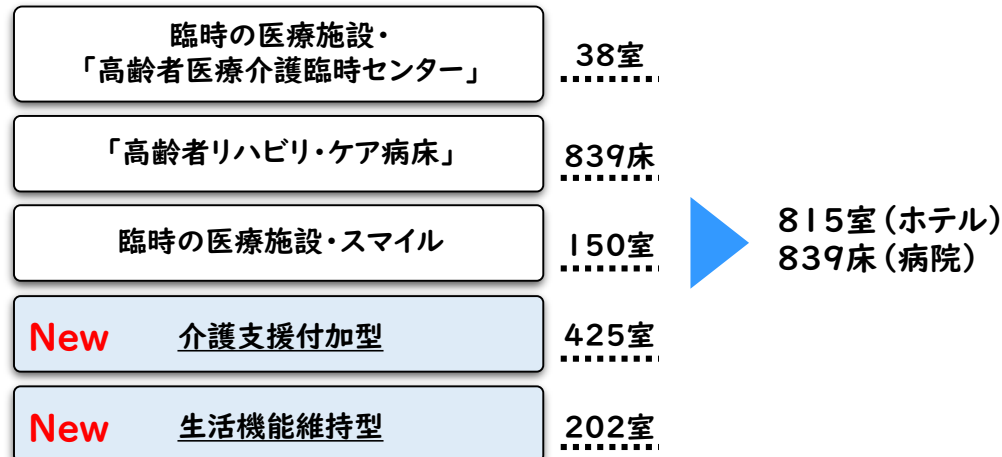 臨時の医療施設・
「高齢者医療介護臨時センター」
38室
「高齢者リハビリ・ケア病床」
839床
臨時の医療施設・スマイル
150室
New 介護支援付加型
425室
New 生活機能維持型
202室
815室(ホテル)
839床(病院)